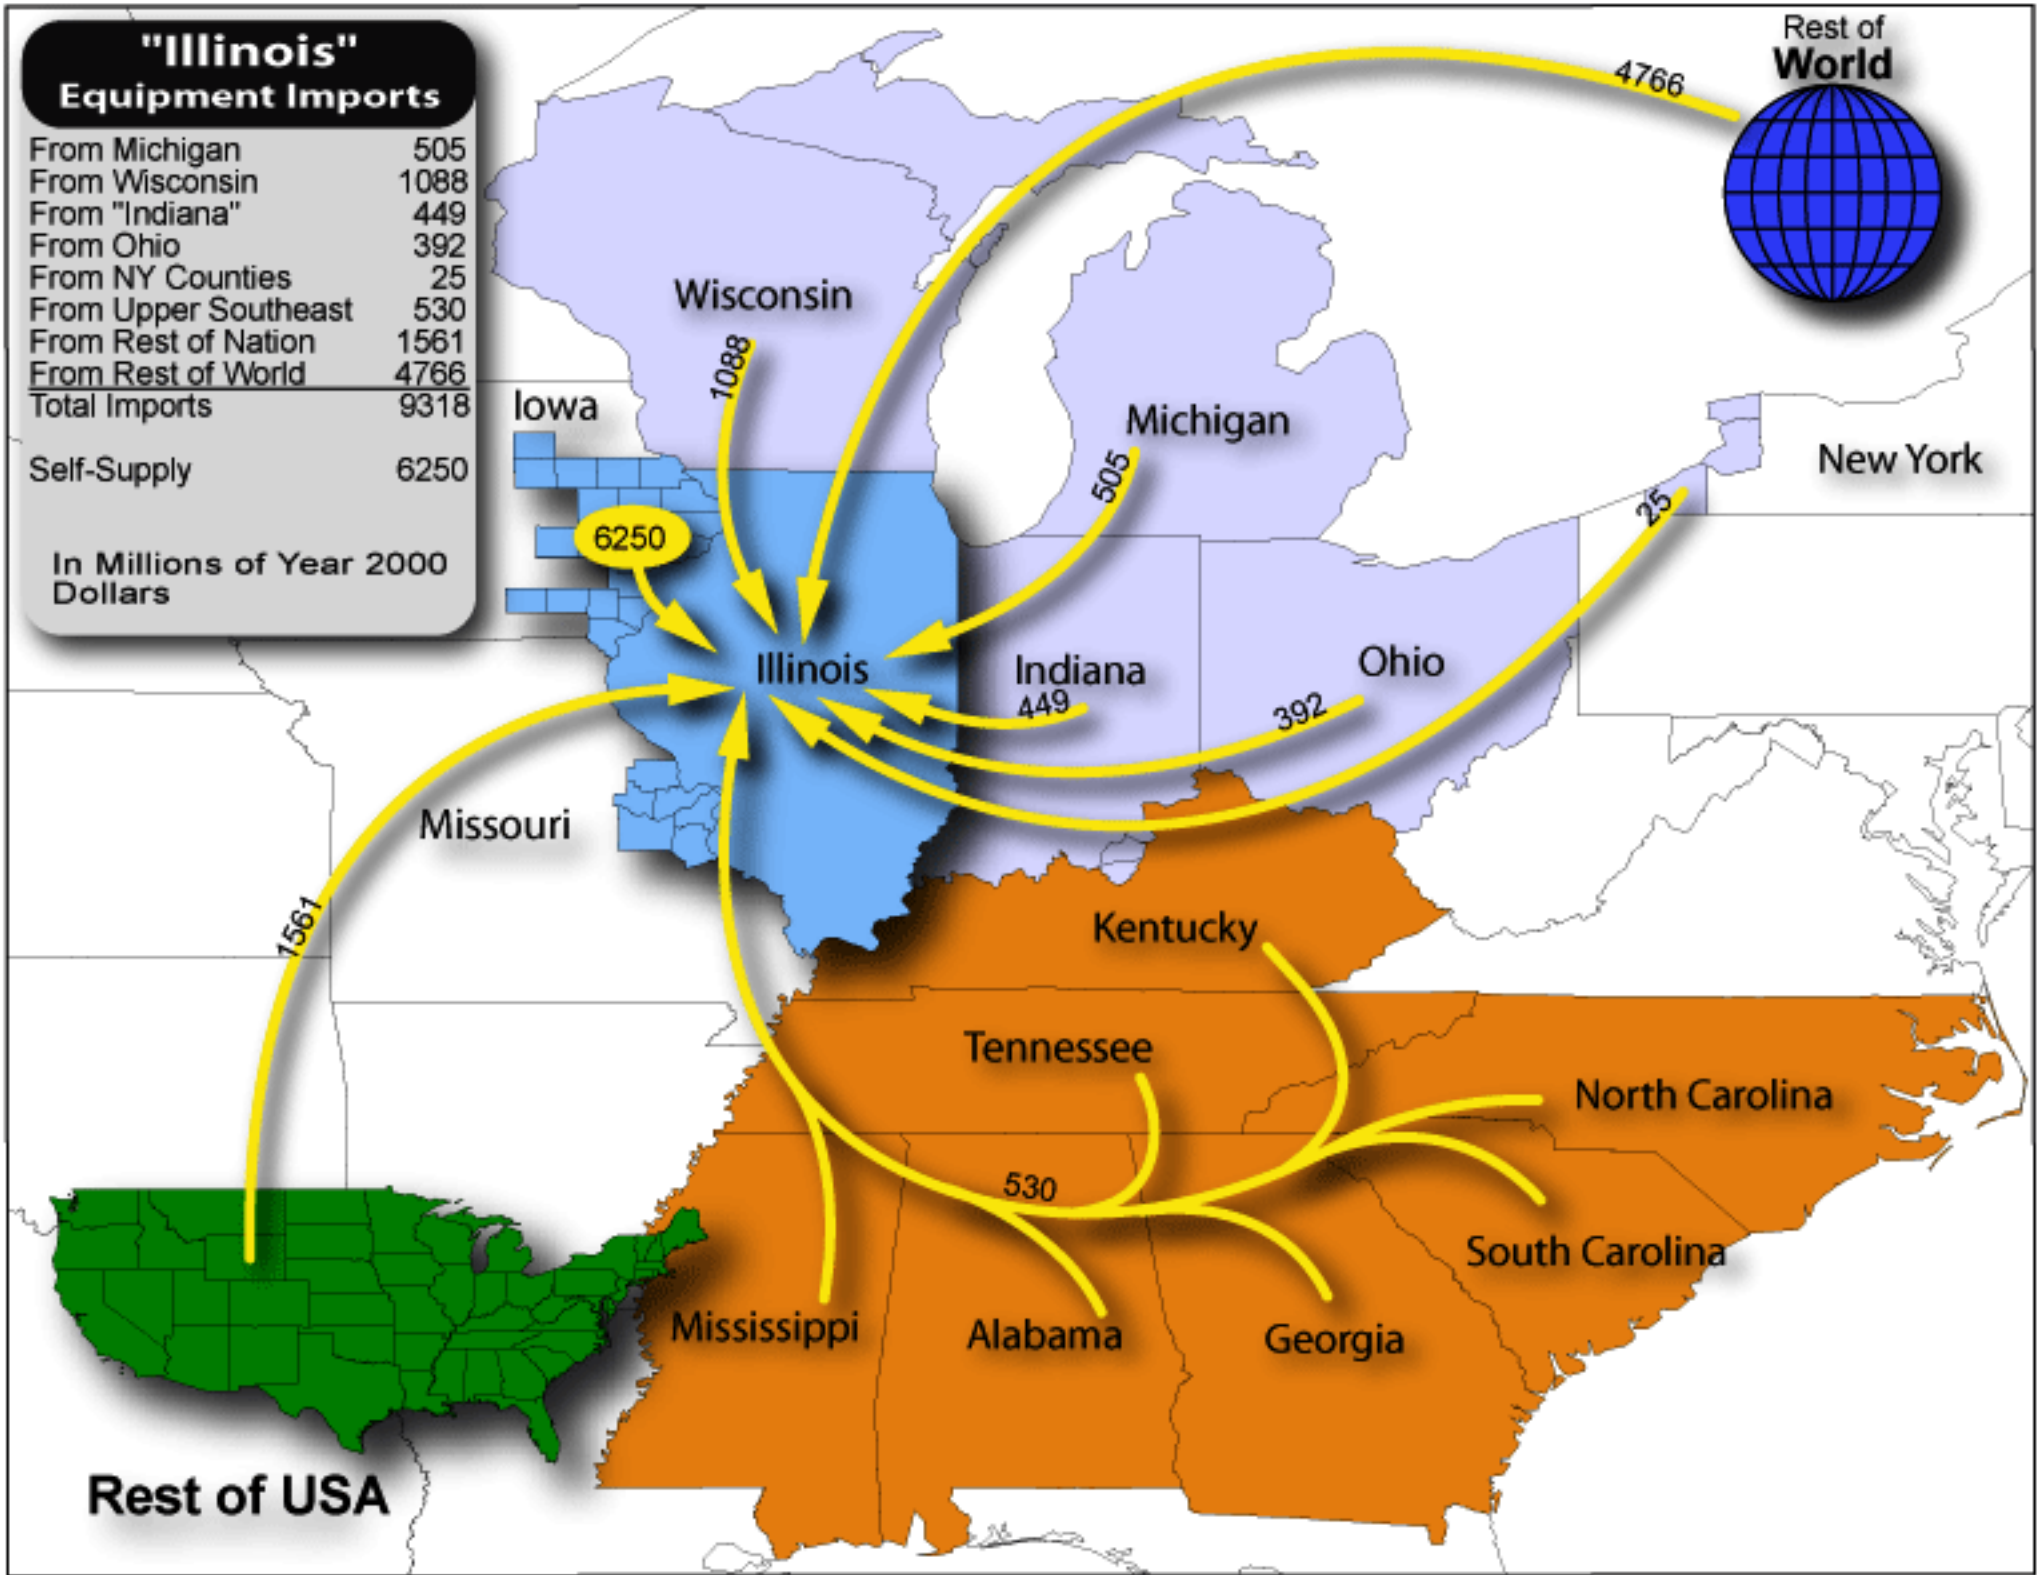 "Illinois"
Equipment Imports
From Michigan 505
From Wisconsin 1088
From "Indiana" 449
From Ohio 392
From NY Counties 25
From Upper Southeast 530
From Rest of Nation 1561
From Rest of World 4766
Total Imports 9318
Self-Supply 6250
In Millions of Year 2000
Dollars
Rest of
World
4766
Wisconsin
1088
Iowa
Michigan
505
New York
25
6250
Illinois
Indiana
449
Ohio
392
Missouri
1561
Kentucky
Tennessee
North Carolina
530
South Carolina
Mississippi
Alabama
Georgia
Rest of USA